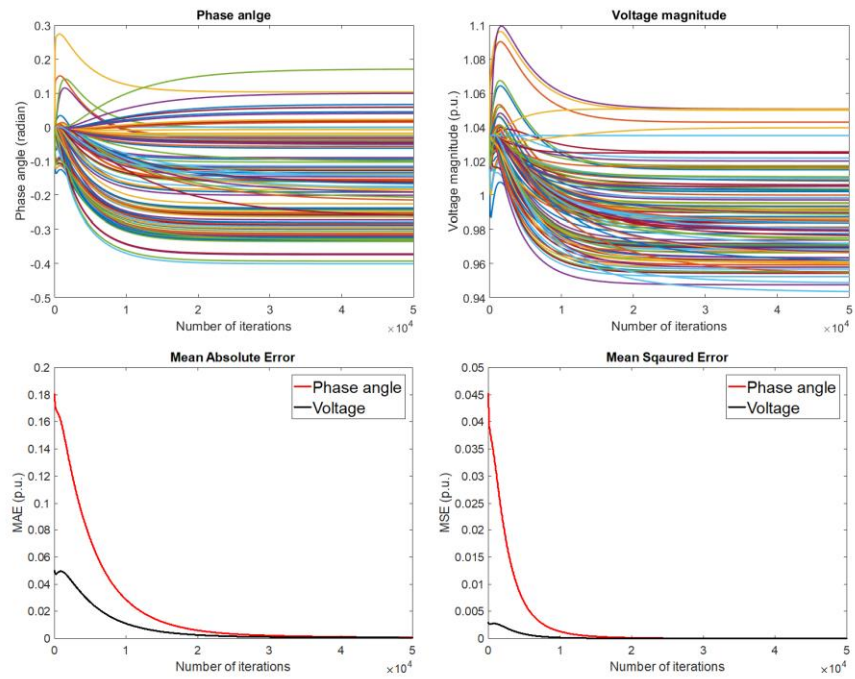 Phase anlge
Phase angle (radian)
0.3
0.2
0.1
0
-0.1
-0.2
-0.3
-0.4
-0.5
0 1 2 3 4 5
×10^4
Number of iterations
Voltage magnitude
Voltage magnitude (p.u.)
1.1
1.08
1.06
1.04
1.02
1
0.98
0.96
0.94
0 1 2 3 4 5
×10^4
Number of iterations
Mean Absolute Error
MAE (p.u.)
0.2
0.18
0.16
0.14
0.12
0.1
0.08
0.06
0.04
0.02
0
Phase angle
Voltage
0 1 2 3 4 5
×10^4
Number of iterations
Mean Sqaured Error
MSE (p.u.)
0.05
0.045
0.04
0.035
0.03
0.025
0.02
0.015
0.01
0.005
0
Phase angle
Voltage
0 1 2 3 4 5
×10^4
Number of iterations